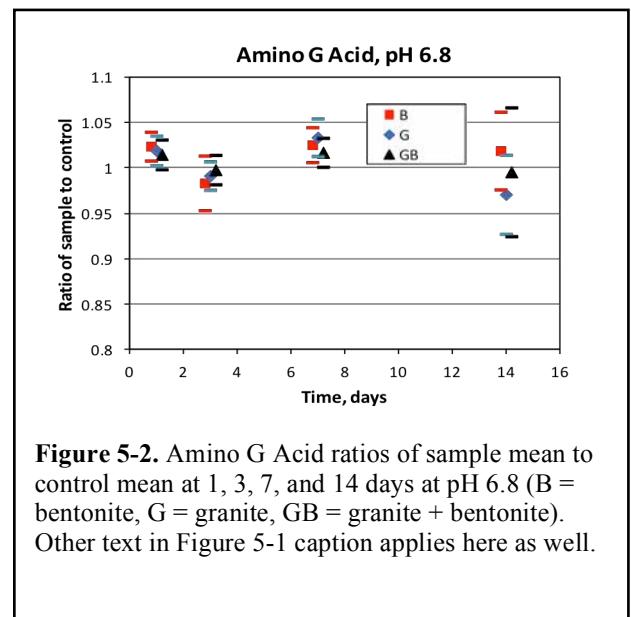 Amino G Acid, pH 6.8
1.1
1.05
1
0.95
0.9
0.85
0.8
Ratio of sample to control
B
G
GB
0 2 4 6 8 10 12 14 16
Time, days
Figure 5-2. Amino G Acid ratios of sample mean to
control mean at 1, 3, 7, and 14 days at pH 6.8 (B =
bentonite, G = granite, GB = granite + bentonite).
Other text in Figure 5-1 caption applies here as well.